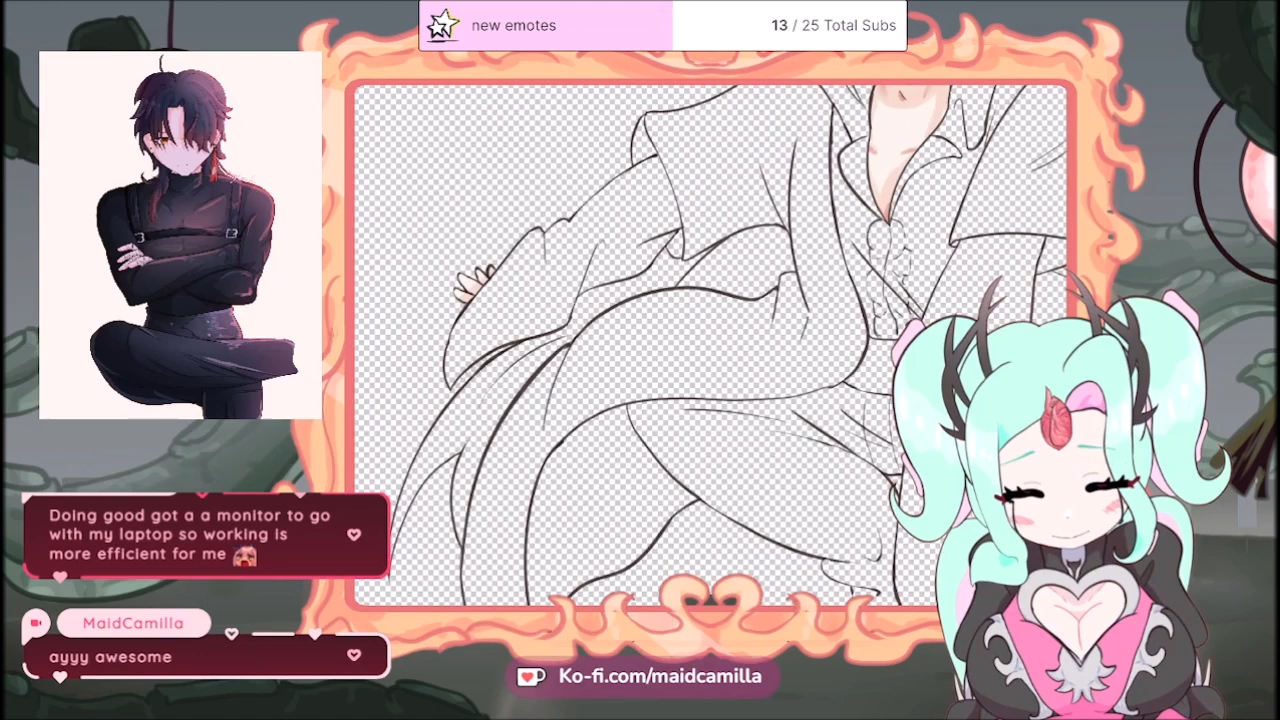 new emotes
13 / 25 Total Subs
Doing good got a a monitor to go
with my laptop so working is
more efficient for me
MaidCamilla
ayyy awesome
Ko-fi.com/maidcamilla